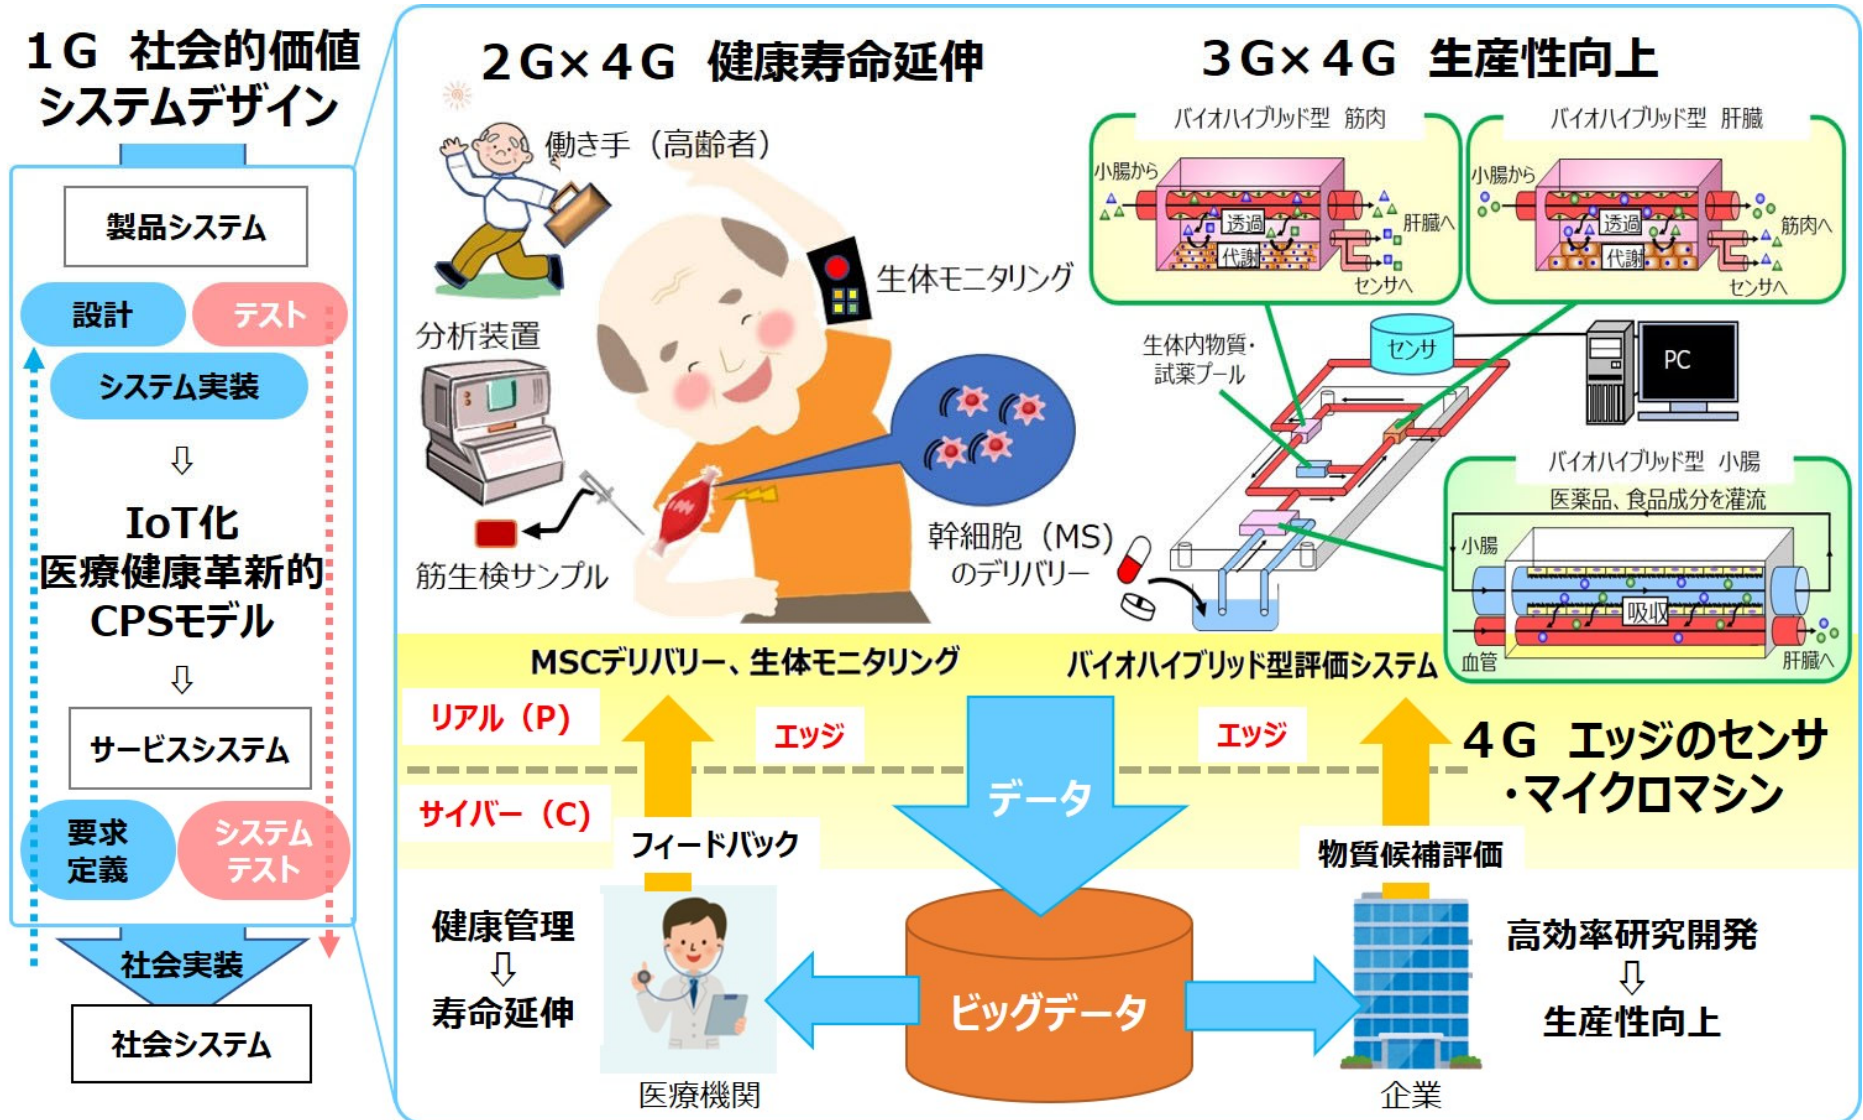 1G 社会的価値
システムデザイン
製品システム
設計
テスト
システム実装
⇩
IoT化
医療健康革新的
CPSモデル
⇩
サービスシステム
要求
定義
システム
テスト
社会実装
社会システム
2G×4G 健康寿命延伸
働き手（高齢者）
生体モニタリング
分析装置
筋生検サンプル
幹細胞（MS）
のデリバリー
3G×4G 生産性向上
バイオハイブリッド型 筋肉
小腸から
透過
代謝
肝臓へ
センサへ
バイオハイブリッド型 肝臓
小腸から
透過
代謝
筋肉へ
センサへ
生体内物質・
試薬プール
センサ
PC
バイオハイブリッド型 小腸
医薬品、食品成分を灌流
小腸
吸収
血管
肝臓へ
MSCデリバリー、生体モニタリング
バイオハイブリッド型評価システム
リアル（P）
エッジ
データ
エッジ
4G エッジのセンサ
・マイクロマシン
サイバー（C）
フィードバック
物質候補評価
健康管理
⇩
寿命延伸
医療機関
ビッグデータ
企業
高効率研究開発
⇩
生産性向上